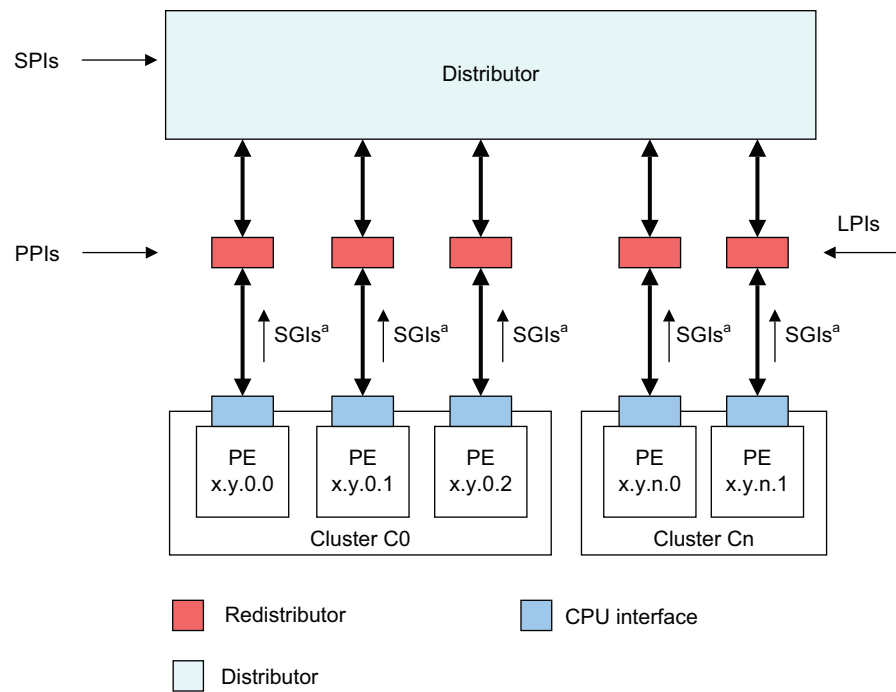 SPIs
Distributor
PPIs
LPIs
SGIsᵃ
SGIsᵃ
SGIsᵃ
SGIsᵃ
SGIsᵃ
PE
x.y.0.0
PE
x.y.0.1
PE
x.y.0.2
PE
x.y.n.0
PE
x.y.n.1
Cluster C0
Cluster Cn
Redistributor
CPU interface
Distributor